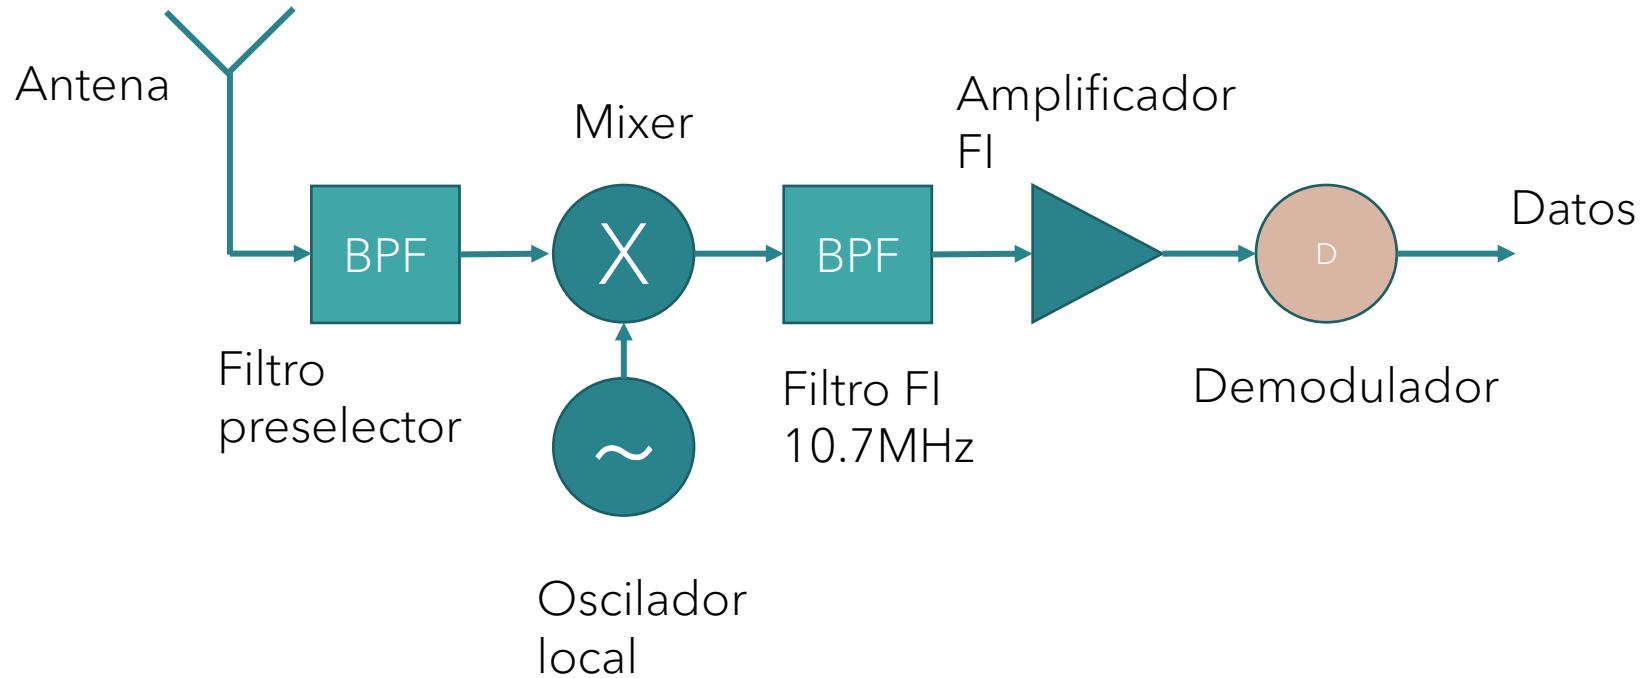 Antena
Mixer
Amplificador
FI
Datos
BPF
X
BPF
D
Filtro
preselector
~
Filtro FI
10.7MHz
Demodulador
Oscilador
local